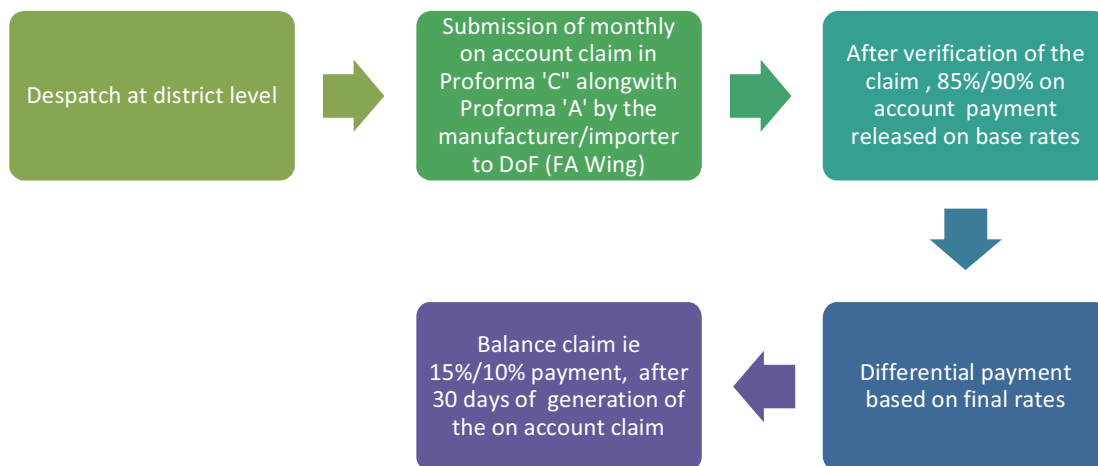 Despatch at district level
Submission of monthly
on account claim in
Proforma 'C" alongwith
Proforma 'A' by the
manufacturer/importer
to DoF (FA Wing)
After verification of the
claim , 85%/90% on
account payment
released on base rates
Differential payment
based on final rates
Balance claim ie
15%/10% payment, after
30 days of generation of
the on account claim